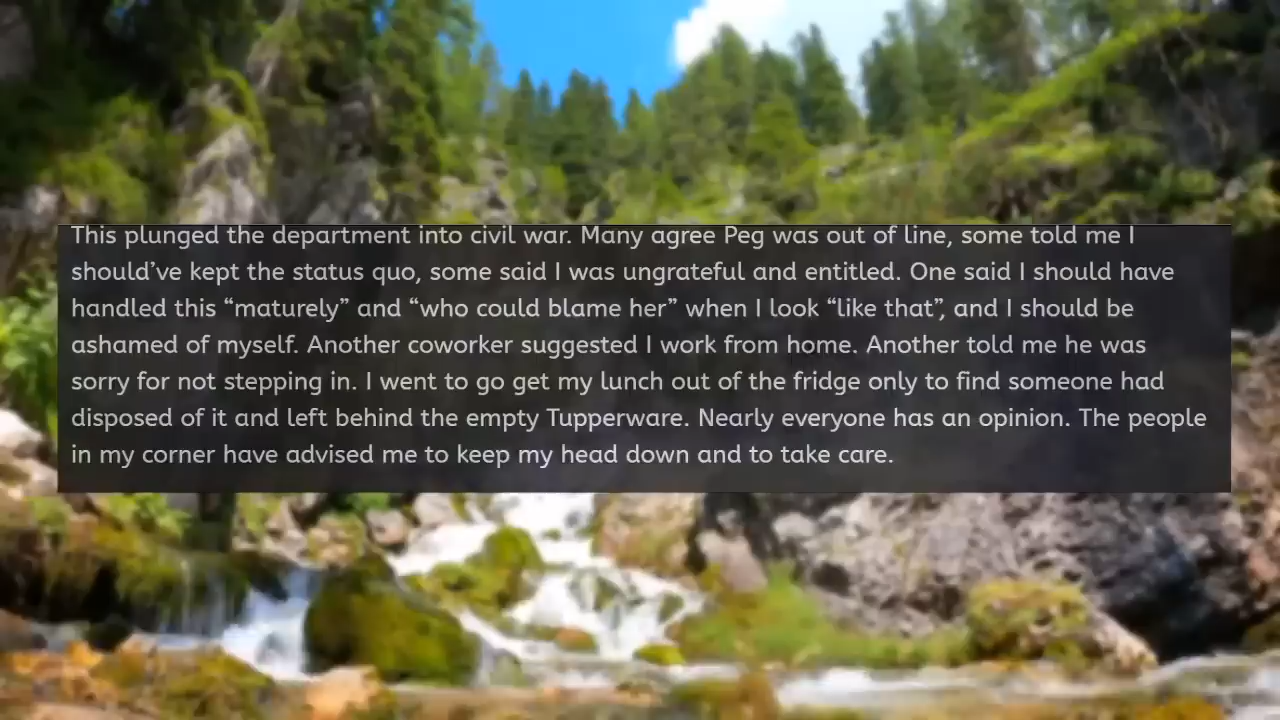 This plunged the department into civil war. Many agree Peg was out of line, some told me I
should’ve kept the status quo, some said I was ungrateful and entitled. One said I should have
handled this “maturely” and “who could blame her” when I look “like that”, and I should be
ashamed of myself. Another coworker suggested I work from home. Another told me he was
sorry for not stepping in. I went to go get my lunch out of the fridge only to find someone had
disposed of it and left behind the empty Tupperware. Nearly everyone has an opinion. The people
in my corner have advised me to keep my head down and to take care.